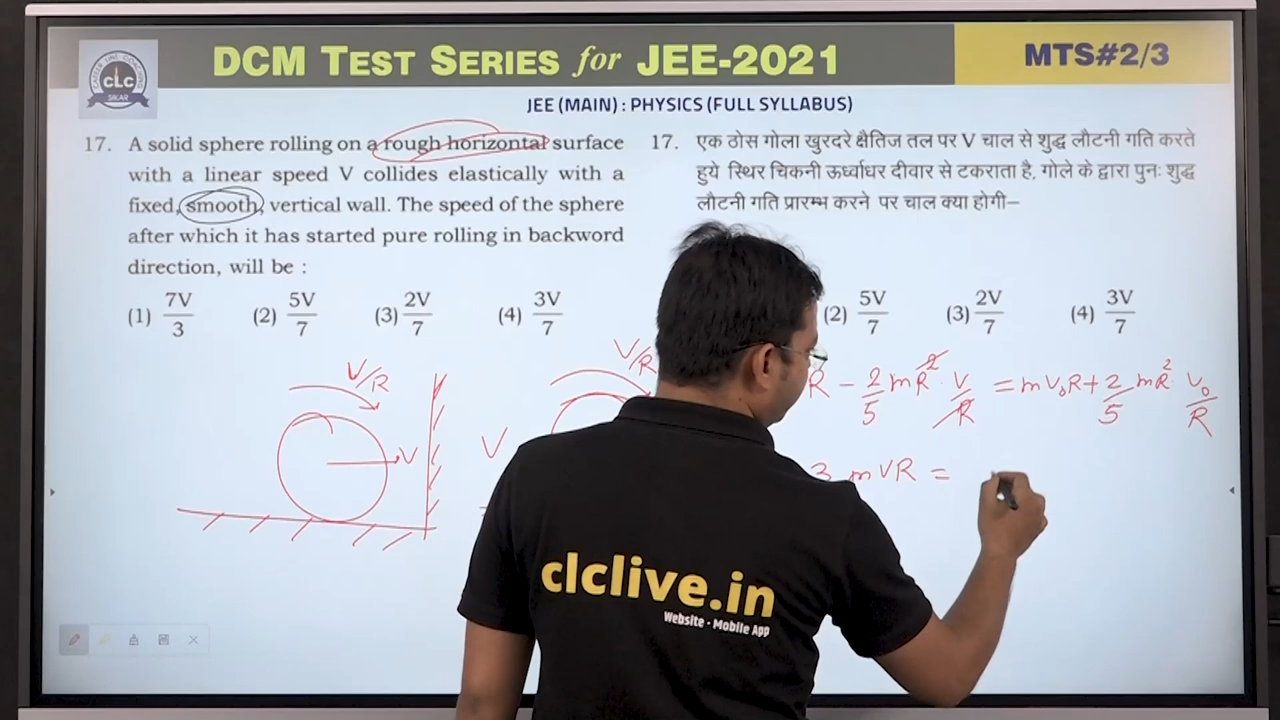 DCM TEST SERIES for JEE-2021
MTS#2/3
CLC
SIKAR
JEE (MAIN) : PHYSICS (FULL SYLLABUS)
17. A solid sphere rolling on a rough horizontal surface
with a linear speed V collides elastically with a
fixed, smooth, vertical wall. The speed of the sphere
after which it has started pure rolling in backword
direction, will be :
(1) 7V/3 (2) 5V/7 (3) 2V/7 (4) 3V/7
17. एक ठोस गोला खुरदरे क्षैतिज तल पर V चाल से शुद्ध लौटनी गति करते
हुये स्थिर चिकनी ऊर्ध्वाधर दीवार से टकराता है, गोले के द्वारा पुनः शुद्ध
लौटनी गति प्रारम्भ करने पर चाल क्या होगी–
(2) 5V/7 (3) 2V/7 (4) 3V/7
V/R
V
V/R
V
R - 2/5 mR² · V/R = mV₀R + 2/5 mR² · V₀/R
3 mVR =
clclive.in
Website - Mobile App